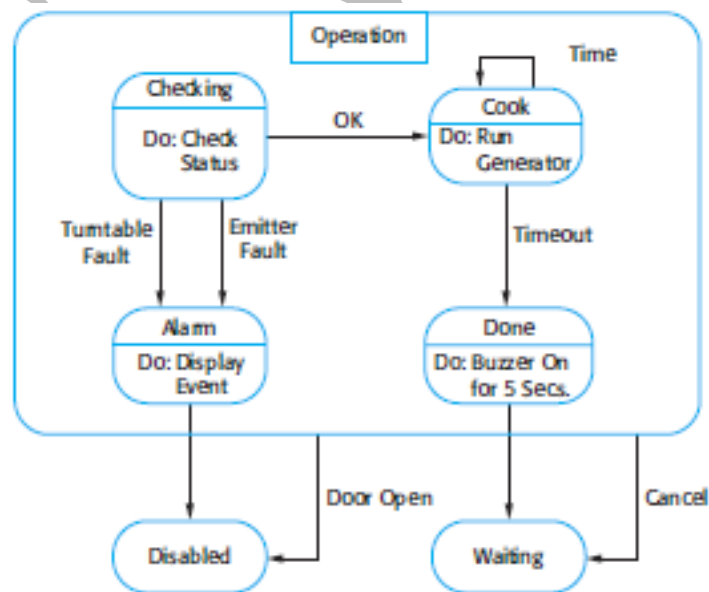 Operation
Time
Checking
Do: Check
Status
OK
Cook
Do: Run
Generator
Turntable
Fault
Emitter
Fault
Timeout
Alarm
Do: Display
Event
Done
Do: Buzzer On
for 5 Secs.
Door Open
Cancel
Disabled
Waiting